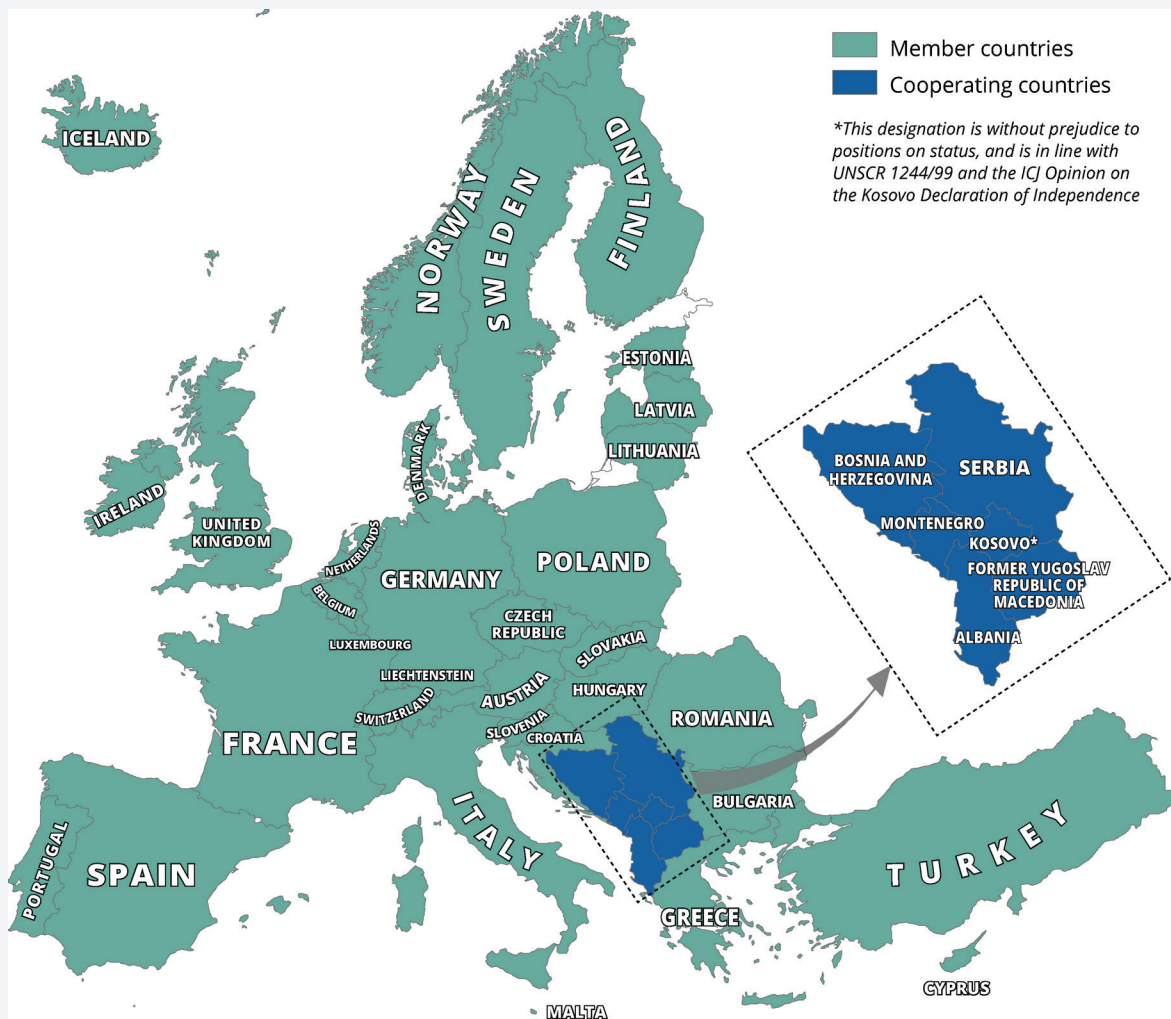 Member countries
Cooperating countries
*This designation is without prejudice to
positions on status, and is in line with
UNSCR 1244/99 and the ICJ Opinion on
the Kosovo Declaration of Independence
ICELAND
NORWAY
SWEDEN
FINLAND
ESTONIA
LATVIA
LITHUANIA
DENMARK
IRELAND
UNITED
KINGDOM
NETHERLANDS
BELGIUM
GERMANY
POLAND
CZECH
REPUBLIC
LUXEMBOURG
SLOVAKIA
LIECHTENSTEIN
AUSTRIA
HUNGARY
SWITZERLAND
SLOVENIA
CROATIA
ROMANIA
FRANCE
BULGARIA
ITALY
PORTUGAL
SPAIN
GREECE
TURKEY
CYPRUS
MALTA
BOSNIA AND
HERZEGOVINA
SERBIA
MONTENEGRO
KOSOVO*
FORMER YUGOSLAV
REPUBLIC OF
MACEDONIA
ALBANIA